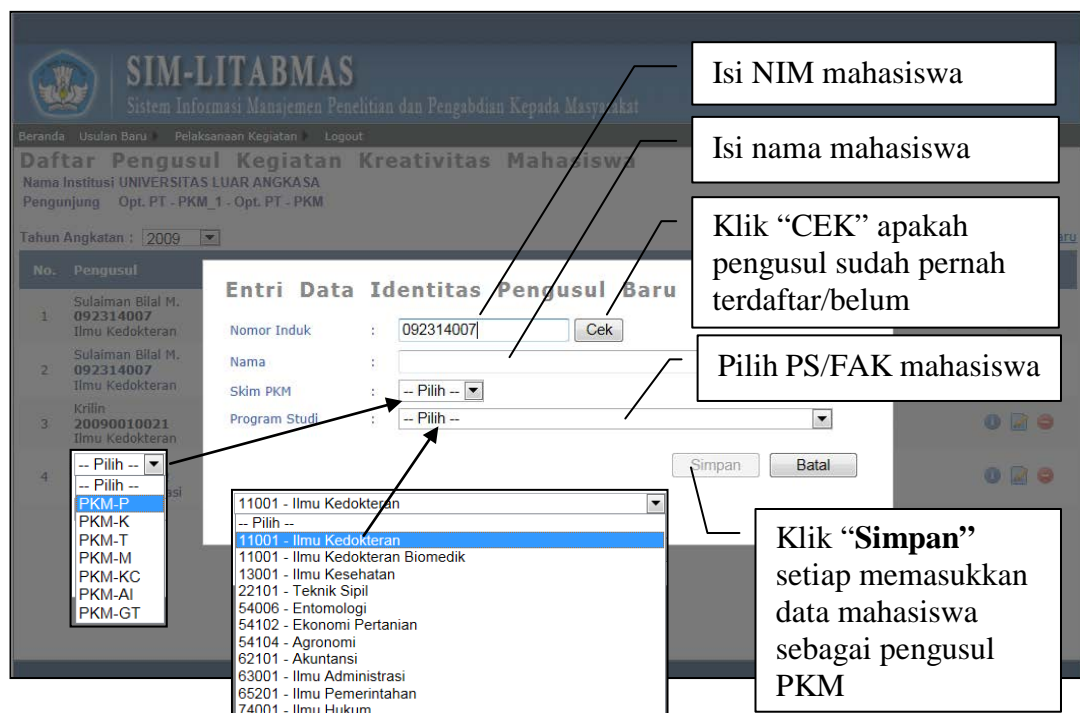 SIM-LITABMAS
Sistem Informasi Manajemen Penelitian dan Pengabdian Kepada Masyarakat
Beranda Usulan Baru Pelaksanaan Kegiatan Logout
Daftar Pengusul Kegiatan Kreativitas Mahasiswa
Nama Institusi UNIVERSITAS LUAR ANGKASA
Pengunjung Opt. PT - PKM_1 - Opt. PT - PKM
Tahun Angkatan : 2009
No. Pengusul
1
Sulaiman Bilal M.
092314007
Ilmu Kedokteran
2
Sulaiman Bilal M.
092314007
Ilmu Kedokteran
3
Krilin
20090010021
Ilmu Kedokteran
4
Isi NIM mahasiswa
Isi nama mahasiswa
Klik “CEK” apakah
pengusul sudah pernah
terdaftar/belum
Pilih PS/FAK mahasiswa
Entri Data Identitas Pengusul Baru
Nomor Induk : 092314007 Cek
Nama :
Skim PKM : -- Pilih --
Program Studi : -- Pilih --
Simpan Batal
-- Pilih --
-- Pilih --
PKM-P
PKM-K
PKM-T
PKM-M
PKM-KC
PKM-AI
PKM-GT
11001 - Ilmu Kedokteran
-- Pilih --
11001 - Ilmu Kedokteran
11001 - Ilmu Kedokteran Biomedik
13001 - Ilmu Kesehatan
22101 - Teknik Sipil
54006 - Entomologi
54102 - Ekonomi Pertanian
54104 - Agronomi
62101 - Akuntansi
63001 - Ilmu Administrasi
65201 - Ilmu Pemerintahan
74001 - Ilmu Hukum
Klik “Simpan”
setiap memasukkan
data mahasiswa
sebagai pengusul
PKM